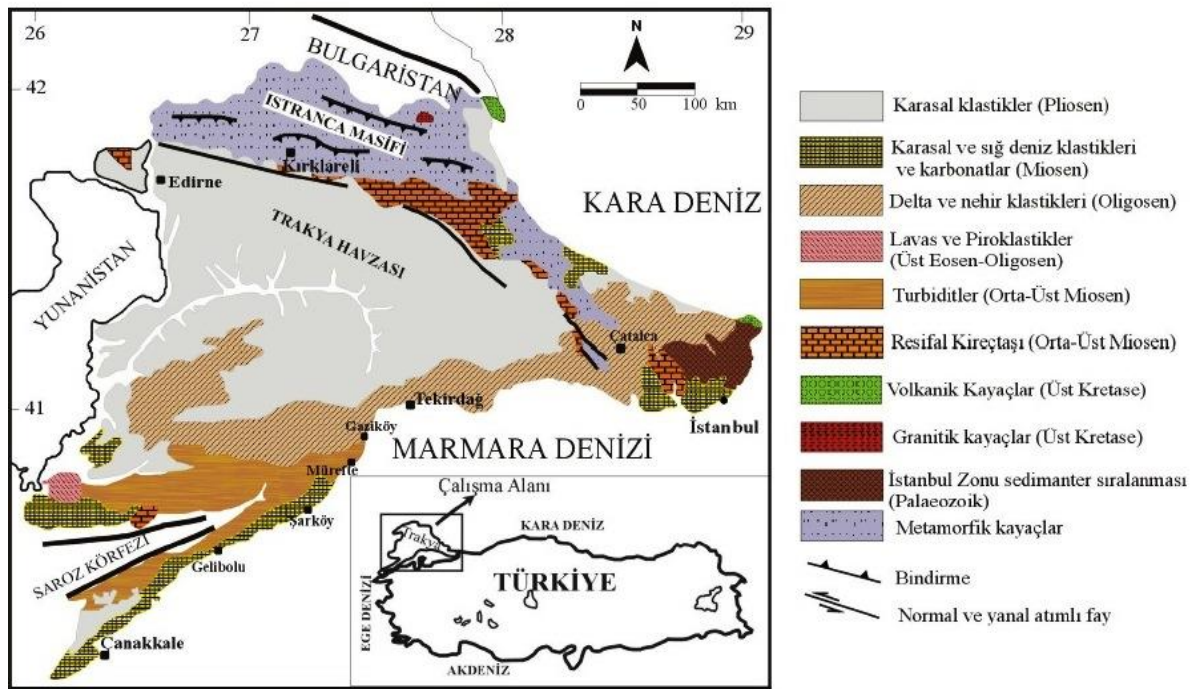 26
27
28
29
42
41
N
0 50 100 km
BULGARİSTAN
ISTRANCA MASİFİ
Kırklareli
Edirne
KARA DENİZ
TRAKYA HAVZASI
YUNANİSTAN
Çatalca
İstanbul
Tekirdağ
Gaziköy
MARMARA DENİZİ
Mürefte
Şarköy
SAROZ KÖRFEZİ
Gelibolu
Çanakkale
Çalışma Alanı
Trakya
KARA DENİZ
TÜRKİYE
EGE DENİZİ
AKDENİZ
Karasal klastikler (Pliosen)
Karasal ve sığ deniz klastikleri
ve karbonatlar (Miosen)
Delta ve nehir klastikleri (Oligosen)
Lavas ve Piroklastikler
(Üst Eosen-Oligosen)
Turbiditler (Orta-Üst Miosen)
Resifal Kireçtaşı (Orta-Üst Miosen)
Volkanik Kayaçlar (Üst Kretase)
Granitik kayaçlar (Üst Kretase)
İstanbul Zonu sedimanter sıralanması
(Palaeozoik)
Metamorfik kayaçlar
Bindirme
Normal ve yanal atımlı fay